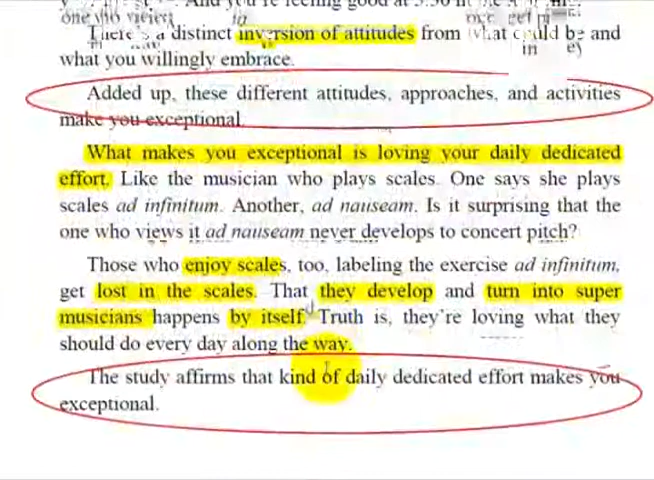 There's a distinct inversion of attitudes from what could be and
what you willingly embrace.
Added up, these different attitudes, approaches, and activities
make you exceptional.
What makes you exceptional is loving your daily dedicated
effort. Like the musician who plays scales. One says she plays
scales ad infinitum. Another, ad nauseam. Is it surprising that the
one who views it ad nauseam never develops to concert pitch?
Those who enjoy scales, too, labeling the exercise ad infinitum,
get lost in the scales. That they develop and turn into super
musicians happens by itself. Truth is, they're loving what they
should do every day along the way.
The study affirms that kind of daily dedicated effort makes you
exceptional.